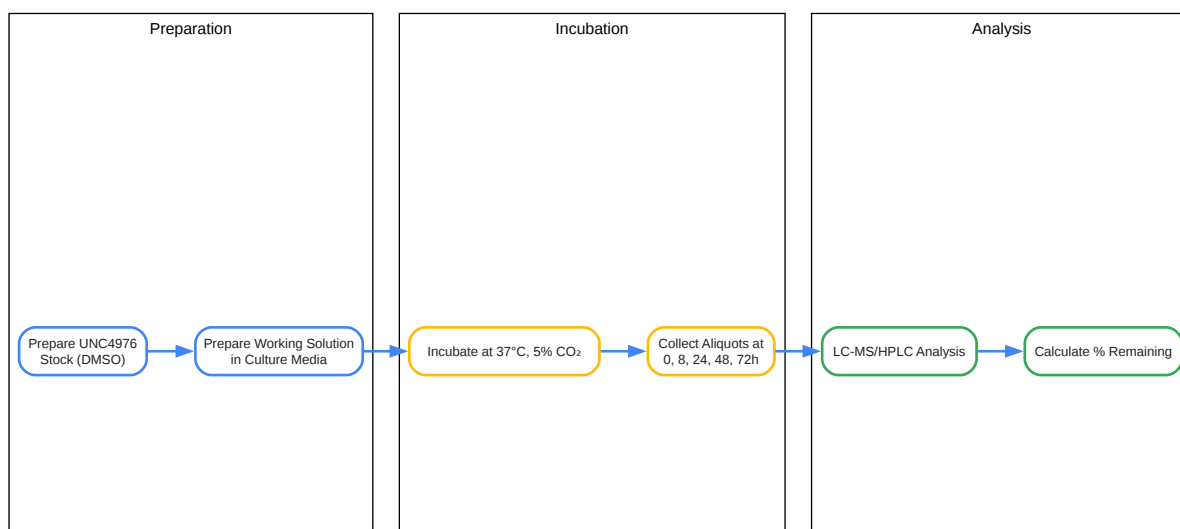 Preparation
Prepare UNC4976
Stock (DMSO)
Prepare Working Solution
in Culture Media
Incubation
Incubate at 37°C, 5% CO₂
Collect Aliquots at
0, 8, 24, 48, 72h
Analysis
LC-MS/HPLC Analysis
Calculate % Remaining